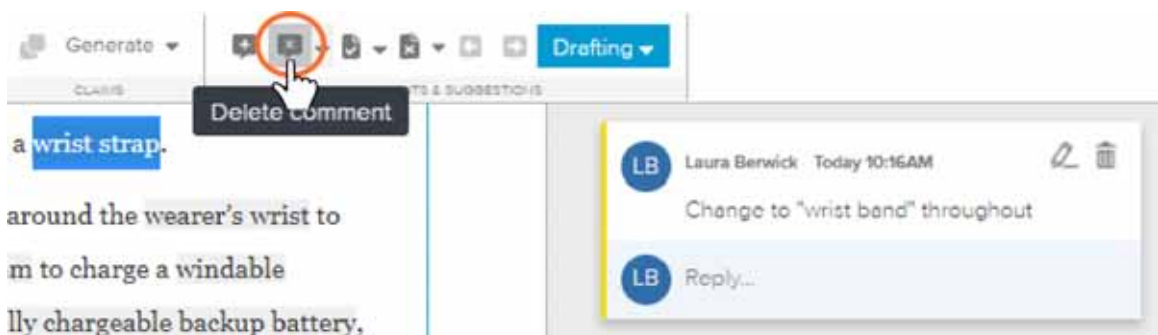 Generate
Drafting
CLAIMS
TS & SUGGESTIONS
Delete comment
a wrist strap.
around the wearer's wrist to
m to charge a windable
lly chargeable backup battery,
LB Laura Berwick Today 10:16AM
Change to "wrist band" throughout
LB Reply...